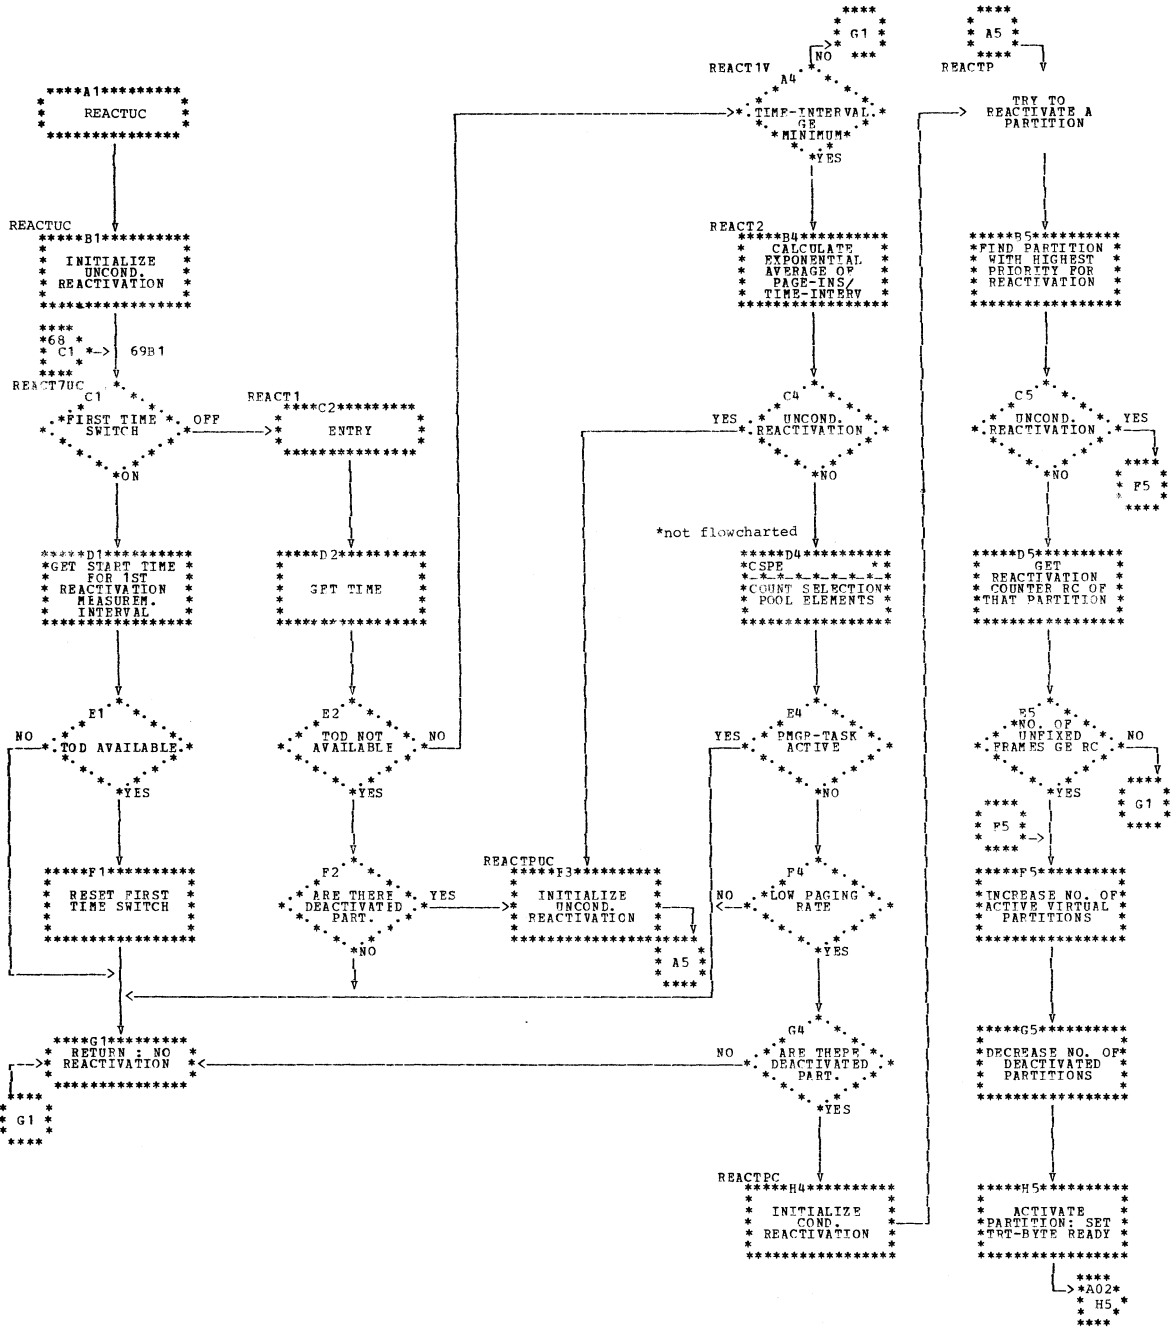 A1
REACTUC
REACTUC
B1
INITIALIZE
UNCOND.
REACTIVATION
68
C1
69B1
REACT7UC
C1
FIRST TIME
SWITCH
OFF
ON
D1
GET START TIME
FOR 1ST
REACTIVATION
MEASUREM.
INTERVAL
E1
NO
TOD AVAILABLE
YES
F1
RESET FIRST
TIME SWITCH
G1
RETURN : NO
REACTIVATION
G1
REACT1
C2
ENTRY
D2
GET TIME
E2
TOD NOT
AVAILABLE
NO
YES
F2
ARE THERE
DEACTIVATED
PART.
YES
NO
REACTPUC
F3
INITIALIZE
UNCOND.
REACTIVATION
A5
G1
NO
REACT1V
A4
TIME-INTERVAL
GE
MINIMUM
YES
REACT2
B4
CALCULATE
EXPONENTIAL
AVERAGE OF
PAGE-INS/
TIME-INTERV
C4
YES
UNCOND.
REACTIVATION
NO
*not flowcharted
D4
CSPE
COUNT SELECTION
POOL ELEMENTS
E4
YES
PMGR-TASK
ACTIVE
NO
F4
NO
LOW PAGING
RATE
YES
G4
NO
ARE THERE
DEACTIVATED
PART.
YES
REACTPC
H4
INITIALIZE
COND.
REACTIVATION
A5
REACTP
TRY TO
REACTIVATE A
PARTITION
B5
FIND PARTITION
WITH HIGHEST
PRIORITY FOR
REACTIVATION
C5
UNCOND.
REACTIVATION
YES
NO
F5
D5
GET
REACTIVATION
COUNTER RC OF
THAT PARTITION
E5
NO. OF
UNFIXED
FRAMES GE RC
NO
YES
G1
F5
F5
INCREASE NO. OF
ACTIVE VIRTUAL
PARTITIONS
G5
DECREASE NO. OF
DEACTIVATED
PARTITIONS
H5
ACTIVATE
PARTITION: SET
TRT-BYTE READY
A02
H5